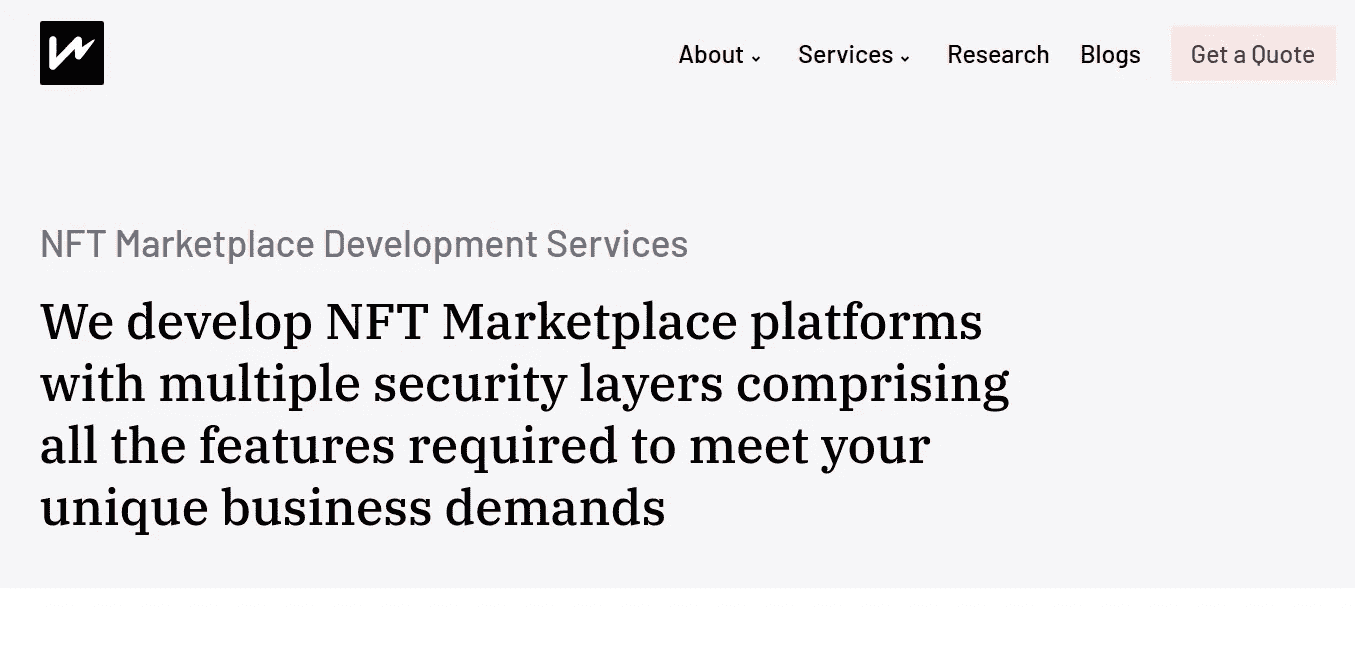 About
Services
Research
Blogs
Get a Quote
NFT Marketplace Development Services
We develop NFT Marketplace platforms
with multiple security layers comprising
all the features required to meet your
unique business demands